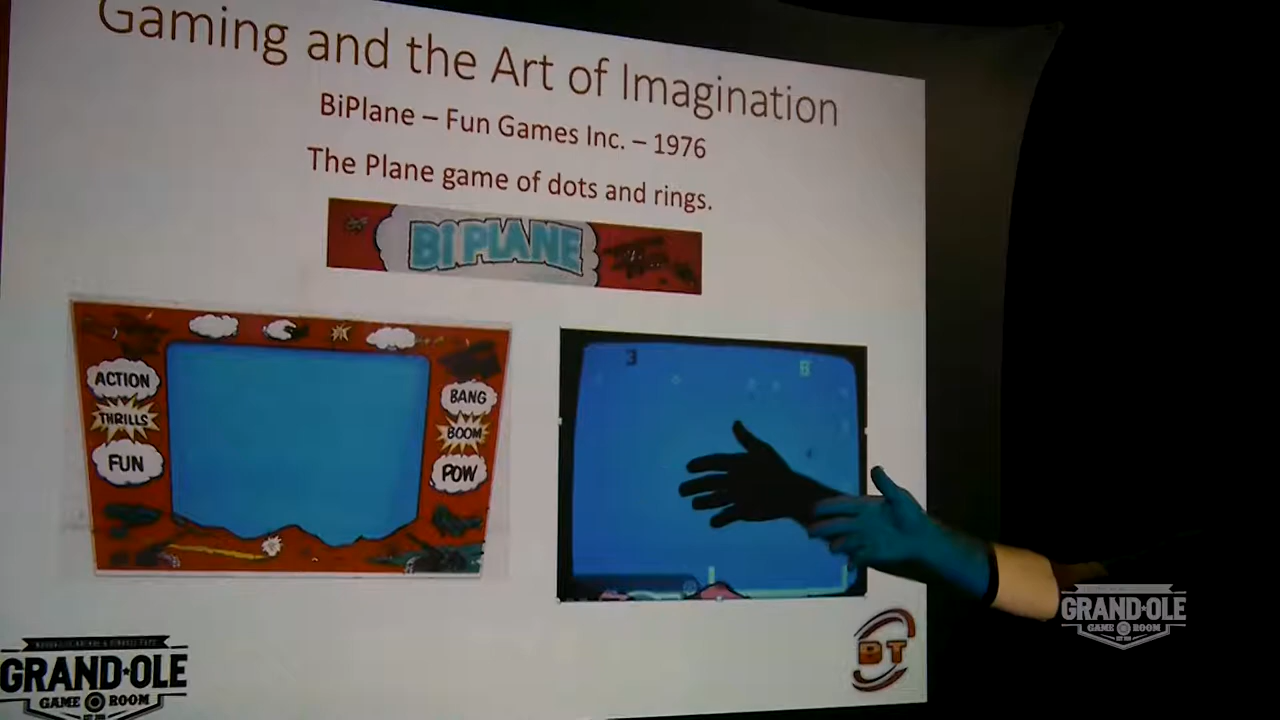 Gaming and the Art of Imagination
BiPlane – Fun Games Inc. – 1976
The Plane game of dots and rings.
BI PLANE
ACTION
THRILLS
FUN
BANG
BOOM
POW
3
8
GRAND OLE
GAME ROOM
DT
GRAND OLE
GAME ROOM